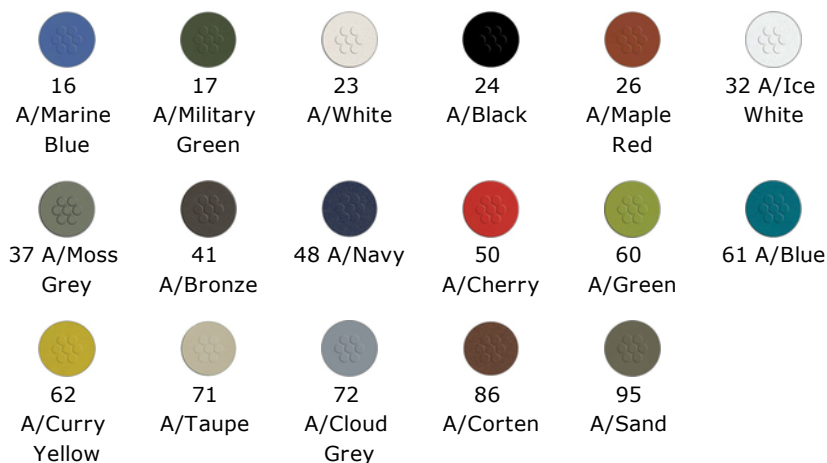 16
A/Marine
Blue
17
A/Military
Green
23
A/White
24
A/Black
26
A/Maple
Red
32 A/Ice
White
37 A/Moss
Grey
41
A/Bronze
48 A/Navy
50
A/Cherry
60
A/Green
61 A/Blue
62
A/Curry
Yellow
71
A/Taupe
72
A/Cloud
Grey
86
A/Corten
95
A/Sand